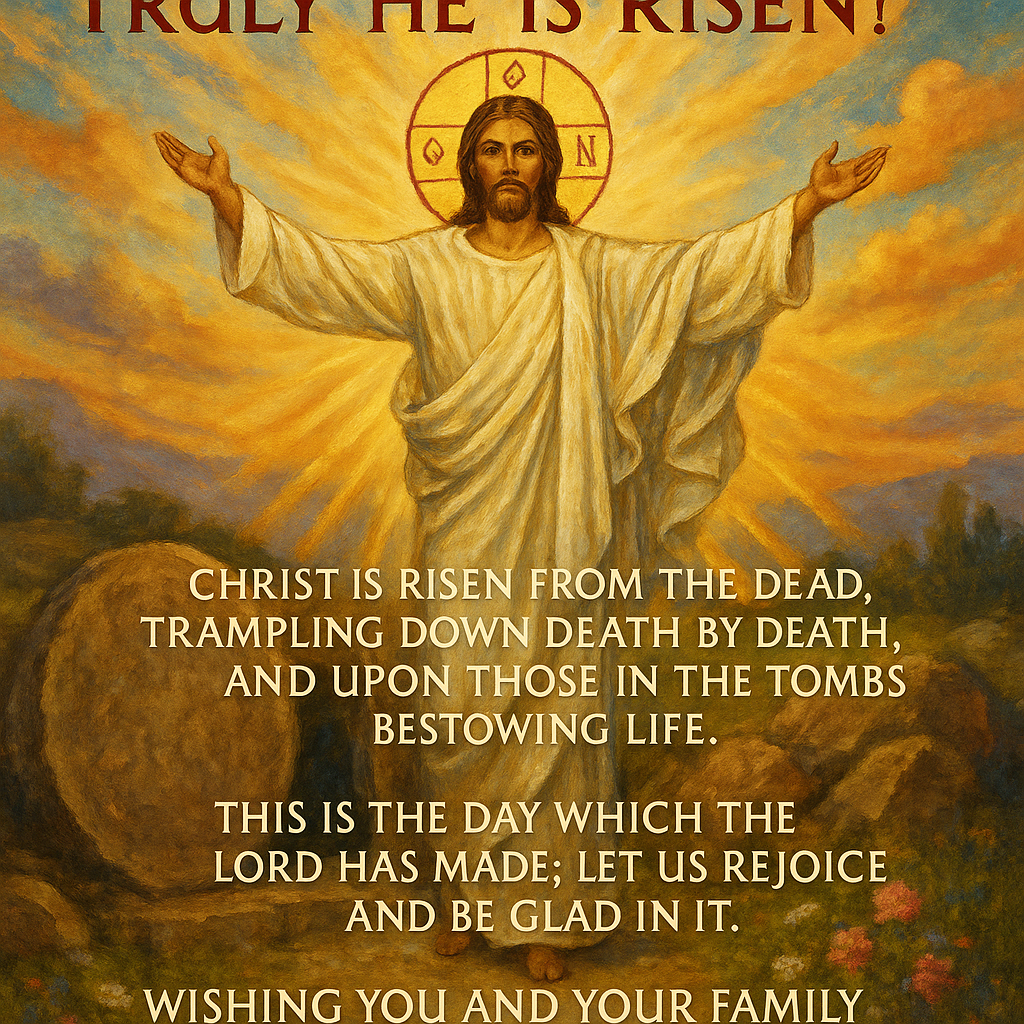 TRULY HE IS RISEN!
CHRIST IS RISEN FROM THE DEAD,
TRAMPLING DOWN DEATH BY DEATH,
AND UPON THOSE IN THE TOMBS
BESTOWING LIFE.
THIS IS THE DAY WHICH THE
LORD HAS MADE; LET US REJOICE
AND BE GLAD IN IT.
WISHING YOU AND YOUR FAMILY